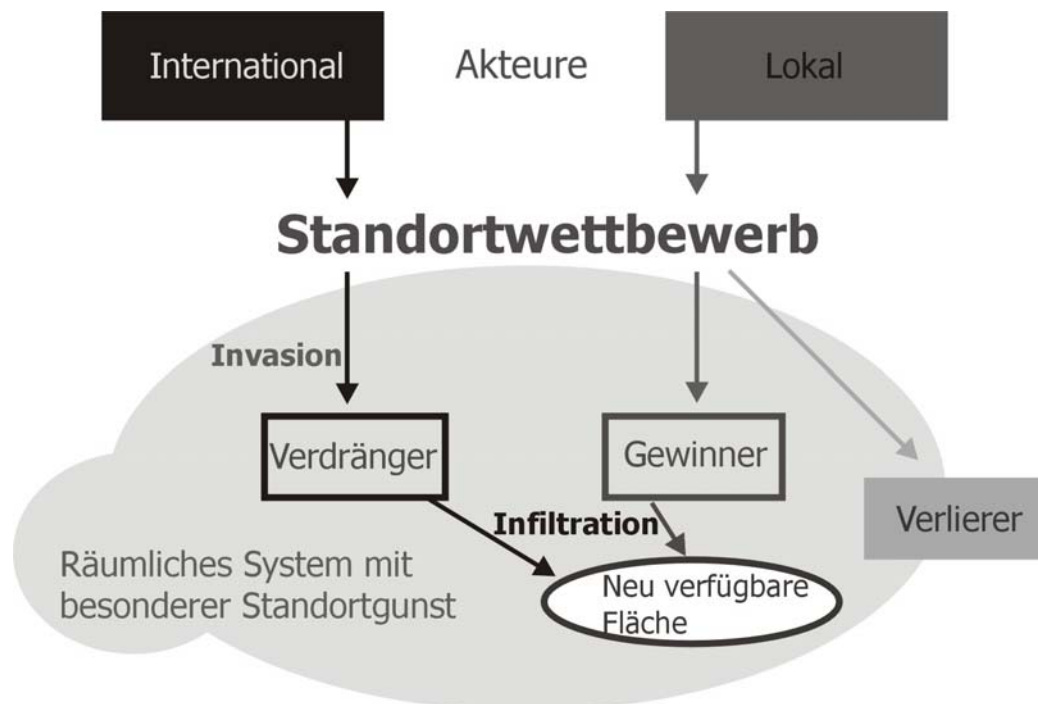 International
Akteure
Lokal
Standortwettbewerb
Invasion
Verdränger
Gewinner
Infiltration
Verlierer
Räumliches System mit
besonderer Standortgunst
Neu verfügbare
Fläche